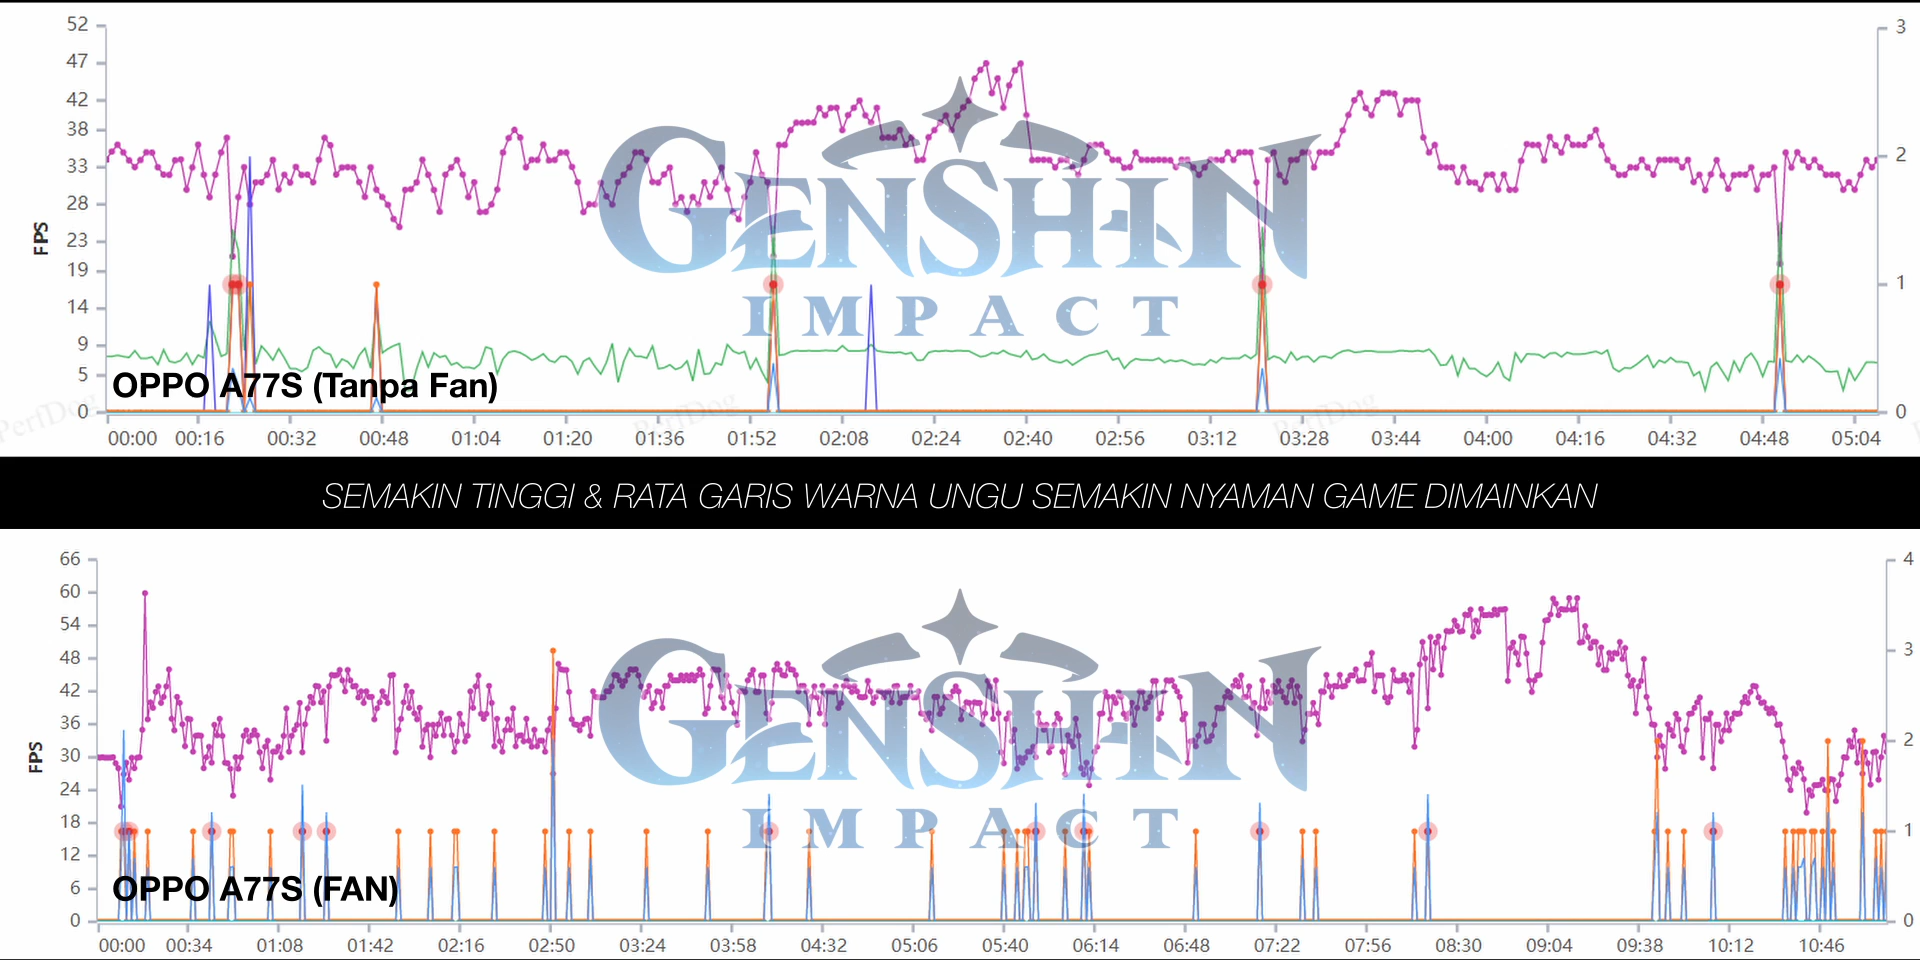 52
47
42
38
33
28
23
19
14
9
5
0
FPS
3
2
1
0
GENSHIN
IMPACT
OPPO A77S (Tanpa Fan)
PerfDog
PerfDog
PerfDog
00:00 00:16 00:32 00:48 01:04 01:20 01:36 01:52 02:08 02:24 02:40 02:56 03:12 03:28 03:44 04:00 04:16 04:32 04:48 05:04
SEMAKIN TINGGI & RATA GARIS WARNA UNGU SEMAKIN NYAMAN GAME DIMAINKAN
66
60
54
48
42
36
30
24
18
12
6
0
FPS
4
3
2
1
0
GENSHIN
IMPACT
OPPO A77S (FAN)
00:00 00:34 01:08 01:42 02:16 02:50 03:24 03:58 04:32 05:06 05:40 06:14 06:48 07:22 07:56 08:30 09:04 09:38 10:12 10:46